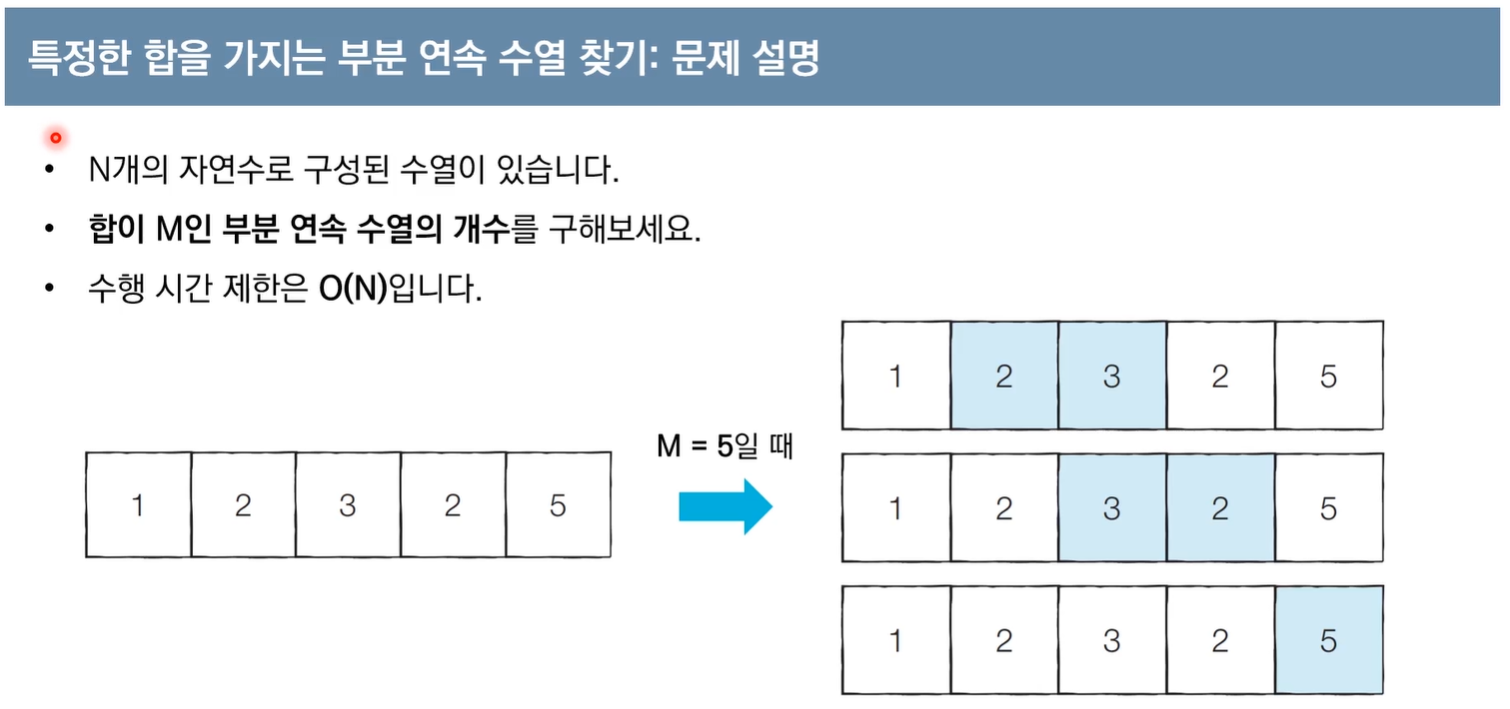 특정한 합을 가지는 부분 연속 수열 찾기: 문제 설명
• N개의 자연수로 구성된 수열이 있습니다.
• 합이 M인 부분 연속 수열의 개수를 구해보세요.
• 수행 시간 제한은 O(N)입니다.
1 2 3 2 5
M = 5일 때
1 2 3 2 5
1 2 3 2 5
1 2 3 2 5